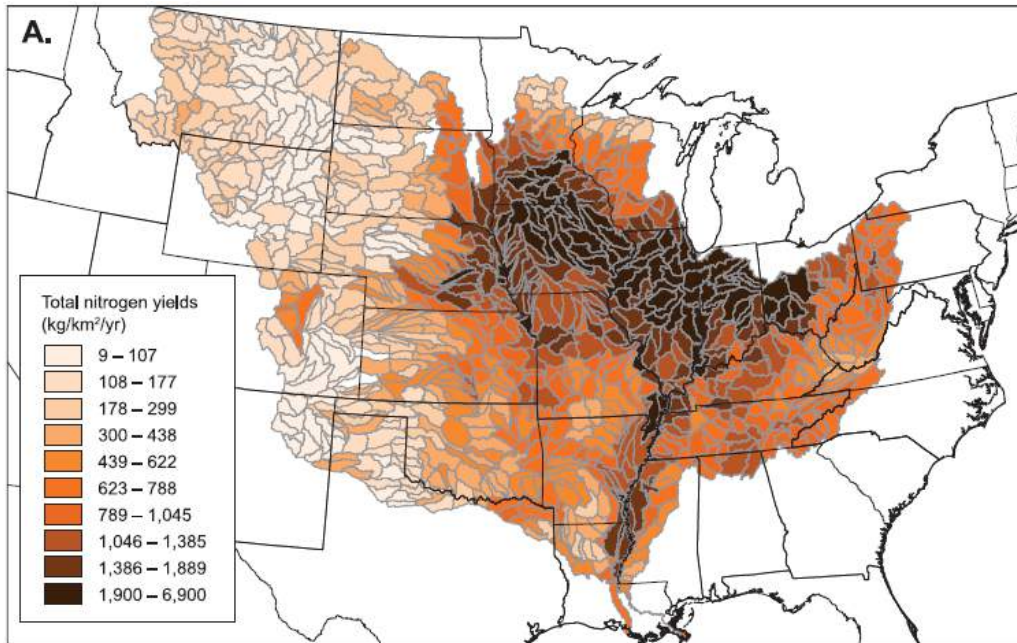 A.
Total nitrogen yields
(kg/km²/yr)
9 – 107
108 – 177
178 – 299
300 – 438
439 – 622
623 – 788
789 – 1,045
1,046 – 1,385
1,386 – 1,889
1,900 – 6,900